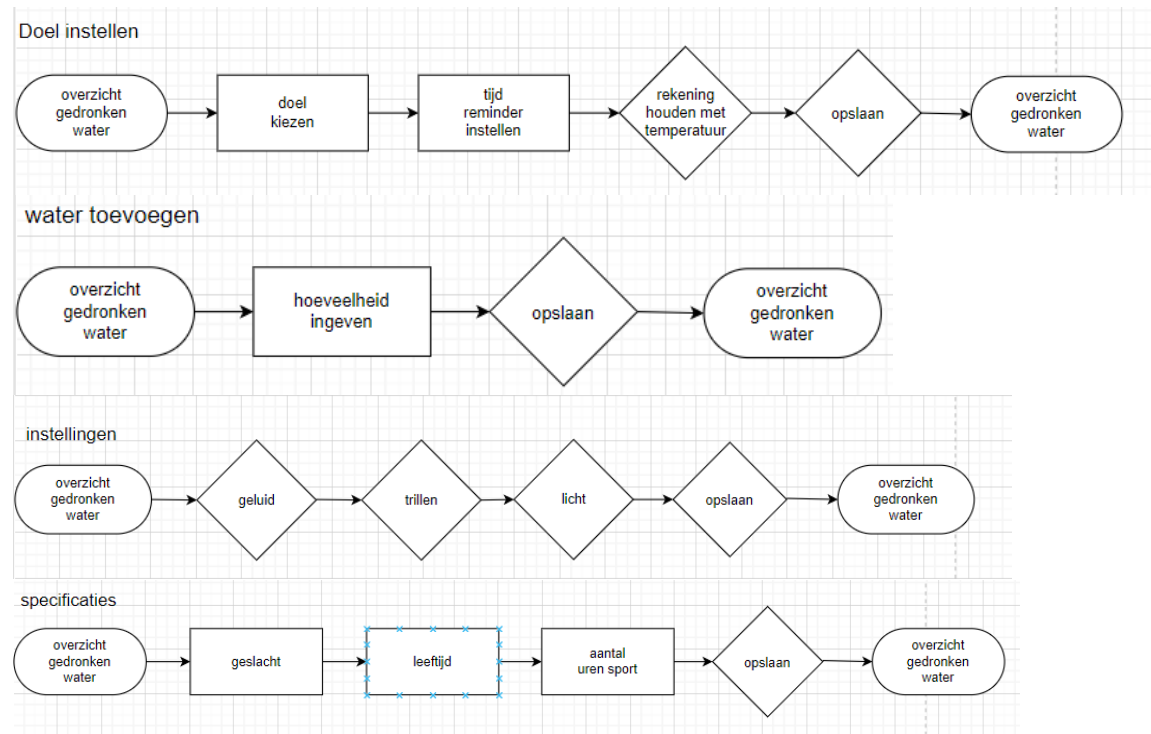 Doel instellen
overzicht
gedronken
water
doel
kiezen
tijd
reminder
instellen
rekening
houden met
temperatuur
opslaan
overzicht
gedronken
water
water toevoegen
overzicht
gedronken
water
hoeveelheid
ingeven
opslaan
overzicht
gedronken
water
instellingen
overzicht
gedronken
water
geluid
trillen
licht
opslaan
overzicht
gedronken
water
specificaties
overzicht
gedronken
water
geslacht
leeftijd
aantal
uren sport
opslaan
overzicht
gedronken
water